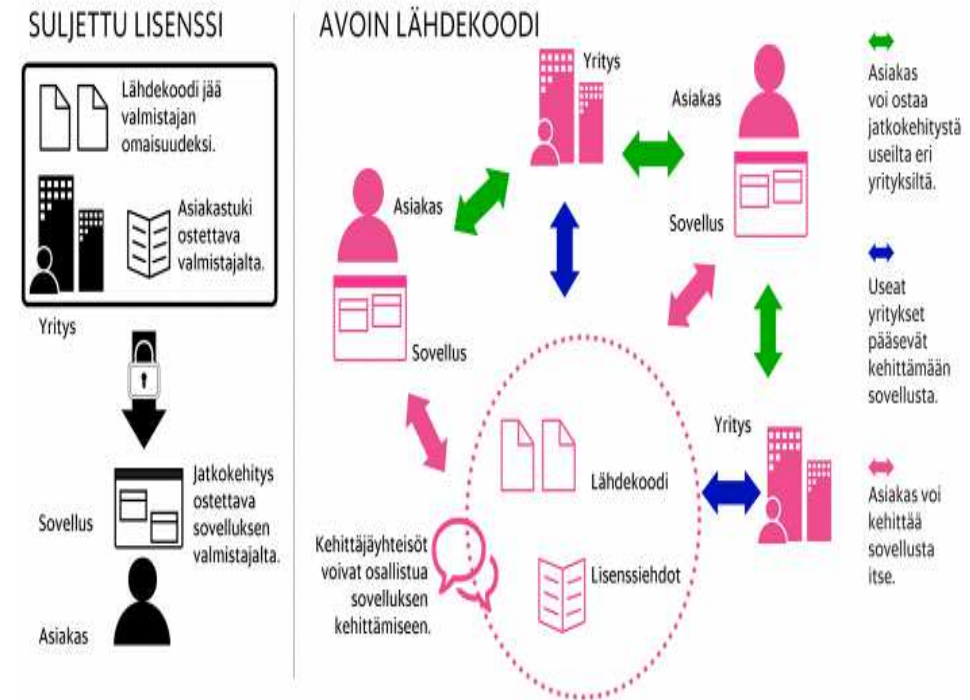 SULJETTU LISENSSI
Lähdekoodi jää
valmistajan
omaisuudeksi.
Asiakastuki
ostettava
valmistajalta.
Yritys
Jatkokehitys
ostettava
sovelluksen
valmistajalta.
Sovellus
Asiakas
AVOIN LÄHDEKOODI
Yritys
Asiakas
Asiakas
Sovellus
Sovellus
Yritys
Lähdekoodi
Kehittäjäyhteisöt
voivat osallistua
sovelluksen
kehittämiseen.
Lisenssiehdot
Asiakas
voi ostaa
jatkokehitystä
useilta eri
yrityksiltä.
Useat
yritykset
pääsevät
kehittämään
sovellusta.
Asiakas voi
kehittää
sovellusta
itse.